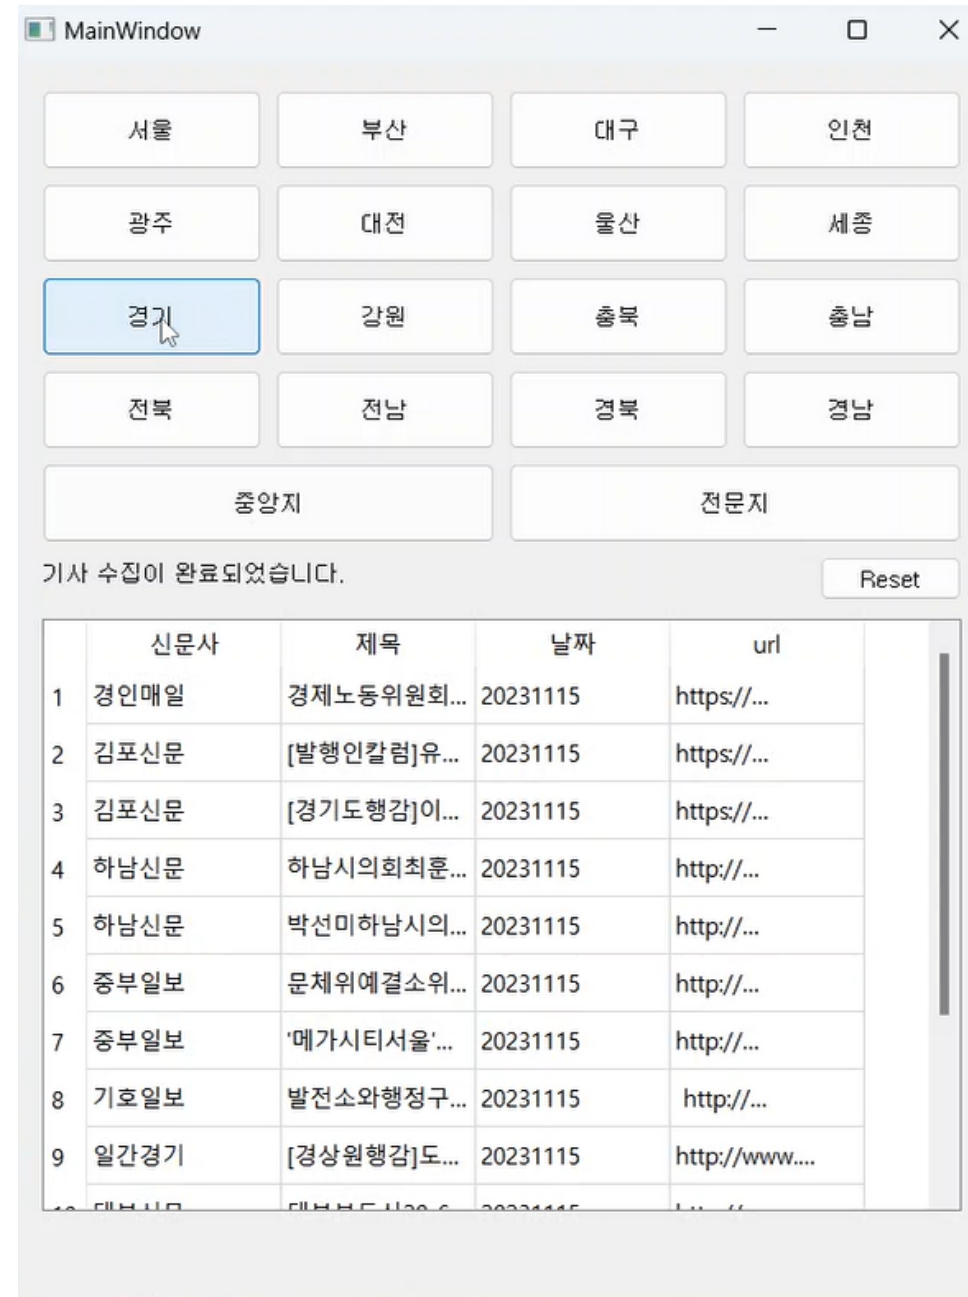 MainWindow
서울 부산 대구 인천
광주 대전 울산 세종
경기 강원 충북 충남
전북 전남 경북 경남
중앙지 전문지
기사 수집이 완료되었습니다. Reset
신문사 제목 날짜 url
1 경인매일 경제노동위원회... 20231115 https://...
2 김포신문 [발행인칼럼]유... 20231115 https://...
3 김포신문 [경기도행감]이... 20231115 https://...
4 하남신문 하남시의회최훈... 20231115 http://...
5 하남신문 박선미하남시의... 20231115 http://...
6 중부일보 문체위예결소위... 20231115 http://...
7 중부일보 '메가시티서울'... 20231115 http://...
8 기호일보 발전소와행정구... 20231115 http://...
9 일간경기 [경상원행감]도... 20231115 http://www....